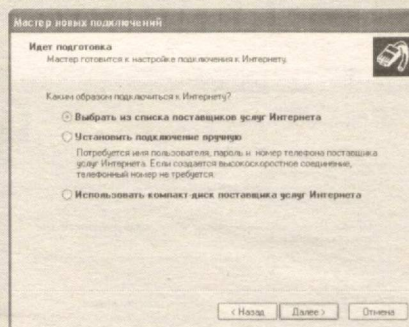 Мастер новых подключений
Идет подготовка
Мастер готовится к настройке подключения к Интернету.
Каким образом подключиться к Интернету?
Выбрать из списка поставщиков услуг Интернета
Установить подключение вручную
Потребуется имя пользователя, пароль и номер телефона поставщика
услуг Интернета. Если создается высокоскоростное соединение,
телефонный номер не требуется.
Использовать компакт-диск поставщика услуг Интернета
< Назад
Далее >
Отмена